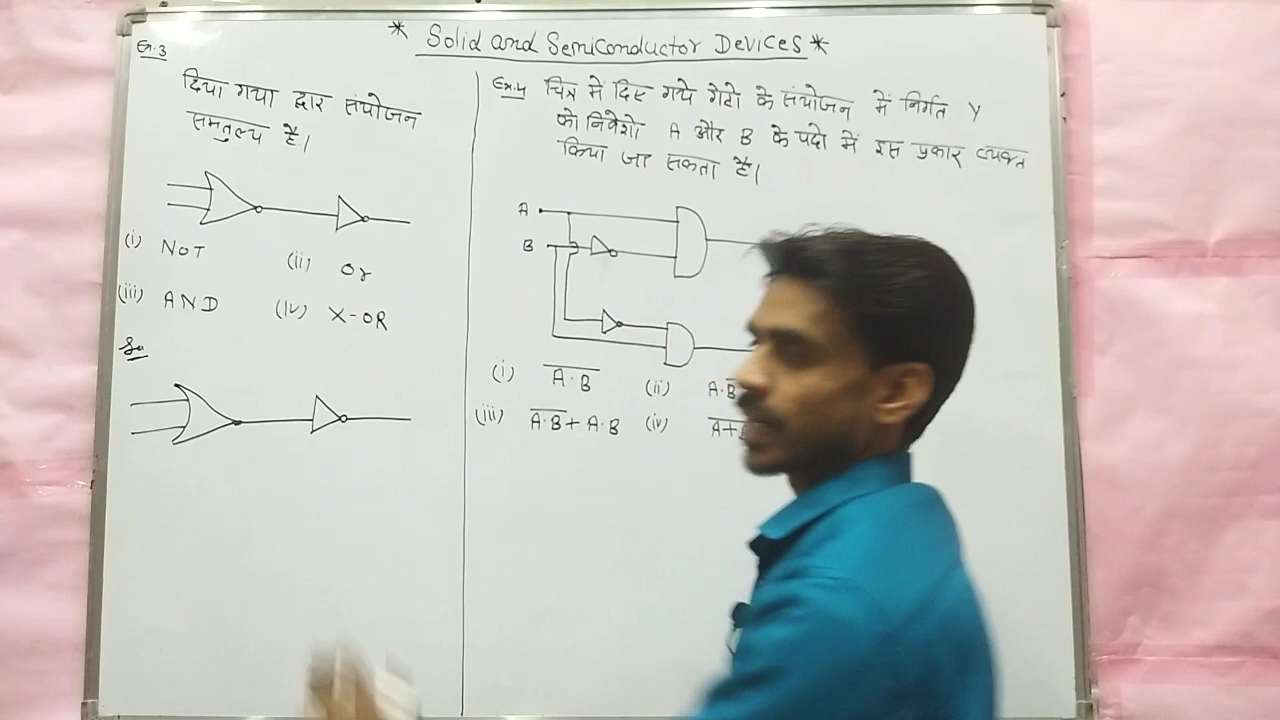 * Solid and Semiconductor Devices *
Ex.3
दिया गया द्वार संयोजन
समतुल्य है।
(i) NOT
(ii) Or
(iii) AND
(iv) X-OR
So
Ex.4 चित्र में दिए गये गेटो के संयोजन में निर्गत Y
को निवेशो A और B के पदो में इस प्रकार व्यक्त
किया जा सकता है।
A
B
(i) A̅.̅B̅
(ii) A.B̅
(iii) A̅.̅B̅ + A.B
(iv)